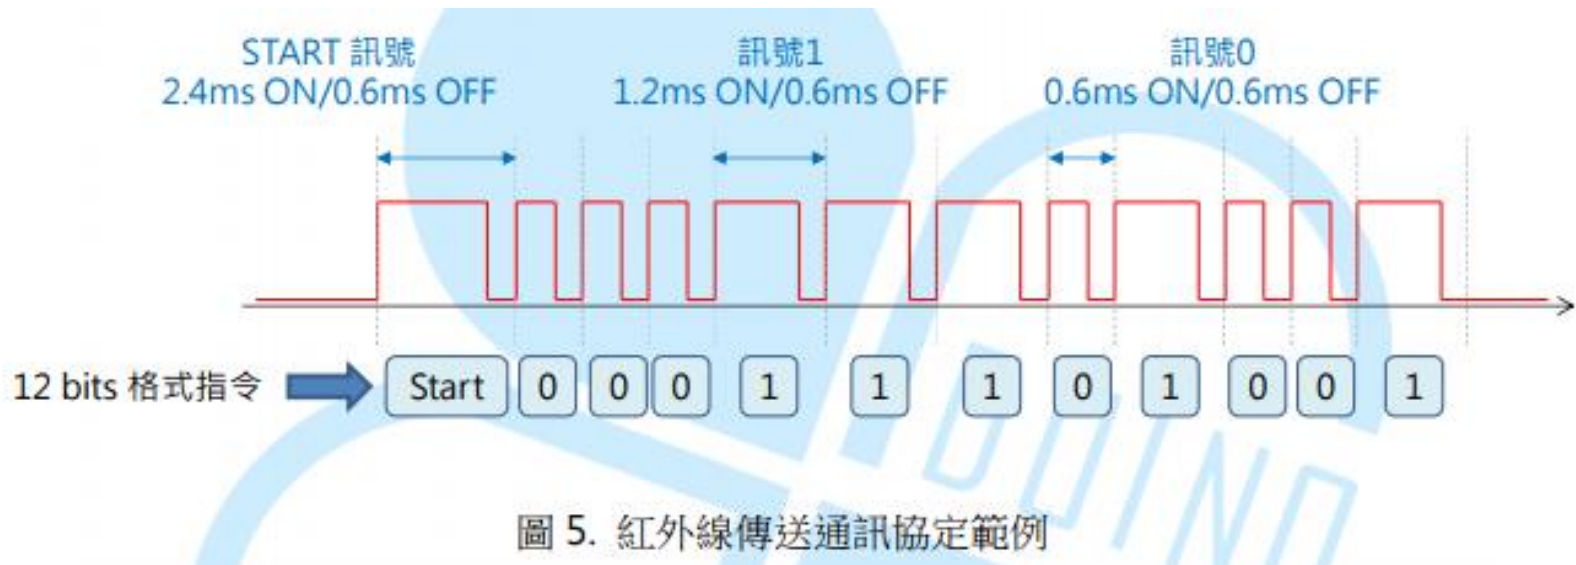 START 訊號
2.4ms ON/0.6ms OFF
訊號1
1.2ms ON/0.6ms OFF
訊號0
0.6ms ON/0.6ms OFF
12 bits 格式指令
Start 0 0 0 1 1 1 0 1 0 0 1
圖 5. 紅外線傳送通訊協定範例